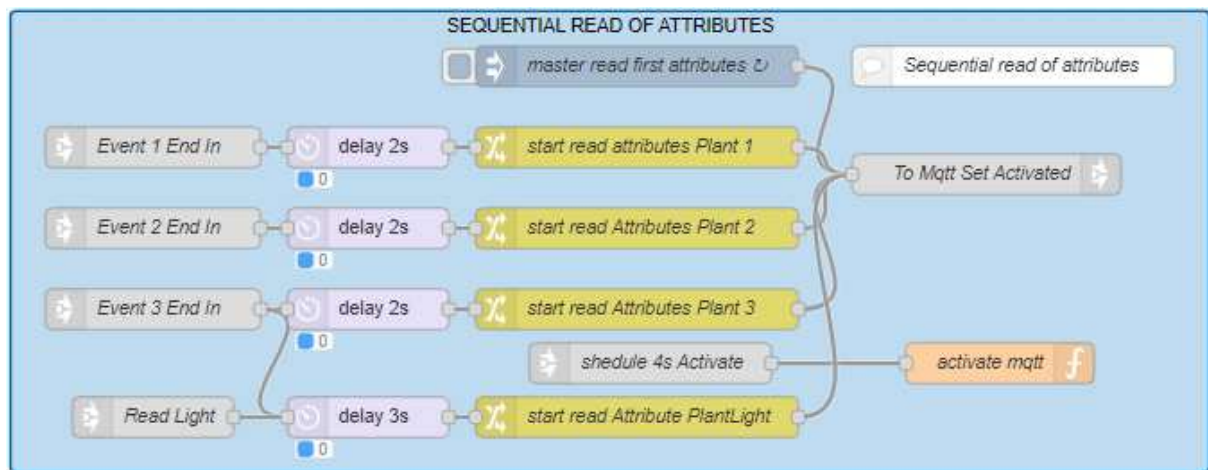 SEQUENTIAL READ OF ATTRIBUTES
master read first attributes ↻
Sequential read of attributes
Event 1 End In
delay 2s
start read attributes Plant 1
To Mqtt Set Activated
0
Event 2 End In
delay 2s
start read Attributes Plant 2
0
Event 3 End In
delay 2s
start read Attributes Plant 3
0
shedule 4s Activate
activate mqtt
Read Light
delay 3s
start read Attribute PlantLight
0